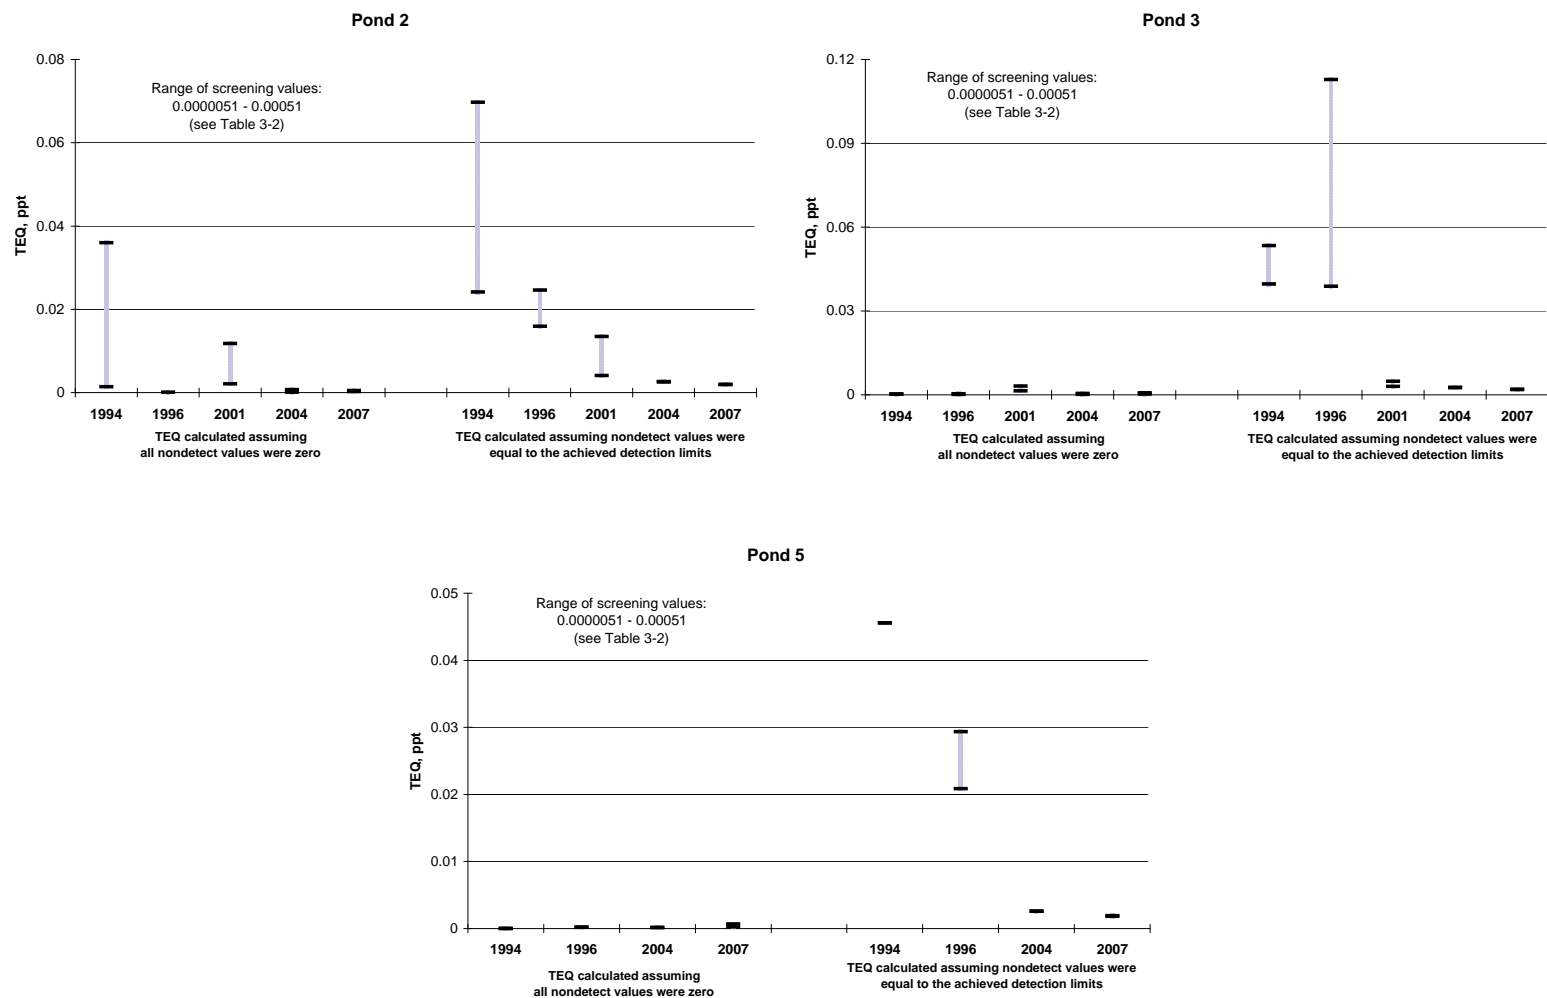 Pond 2
0.08
Range of screening values:
0.0000051 - 0.00051
(see Table 3-2)
0.06
TEQ, ppt
0.04
0.02
0
1994 1996 2001 2004 2007 1994 1996 2001 2004 2007
TEQ calculated assuming
all nondetect values were zero
TEQ calculated assuming nondetect values were
equal to the achieved detection limits
Pond 3
0.12
Range of screening values:
0.0000051 - 0.00051
(see Table 3-2)
0.09
TEQ, ppt
0.06
0.03
0
1994 1996 2001 2004 2007 1994 1996 2001 2004 2007
TEQ calculated assuming
all nondetect values were zero
TEQ calculated assuming nondetect values were
equal to the achieved detection limits
Pond 5
0.05
Range of screening values:
0.0000051 - 0.00051
(see Table 3-2)
0.04
0.03
TEQ, ppt
0.02
0.01
0
1994 1996 2004 2007 1994 1996 2004 2007
TEQ calculated assuming
all nondetect values were zero
TEQ calculated assuming nondetect values were
equal to the achieved detection limits